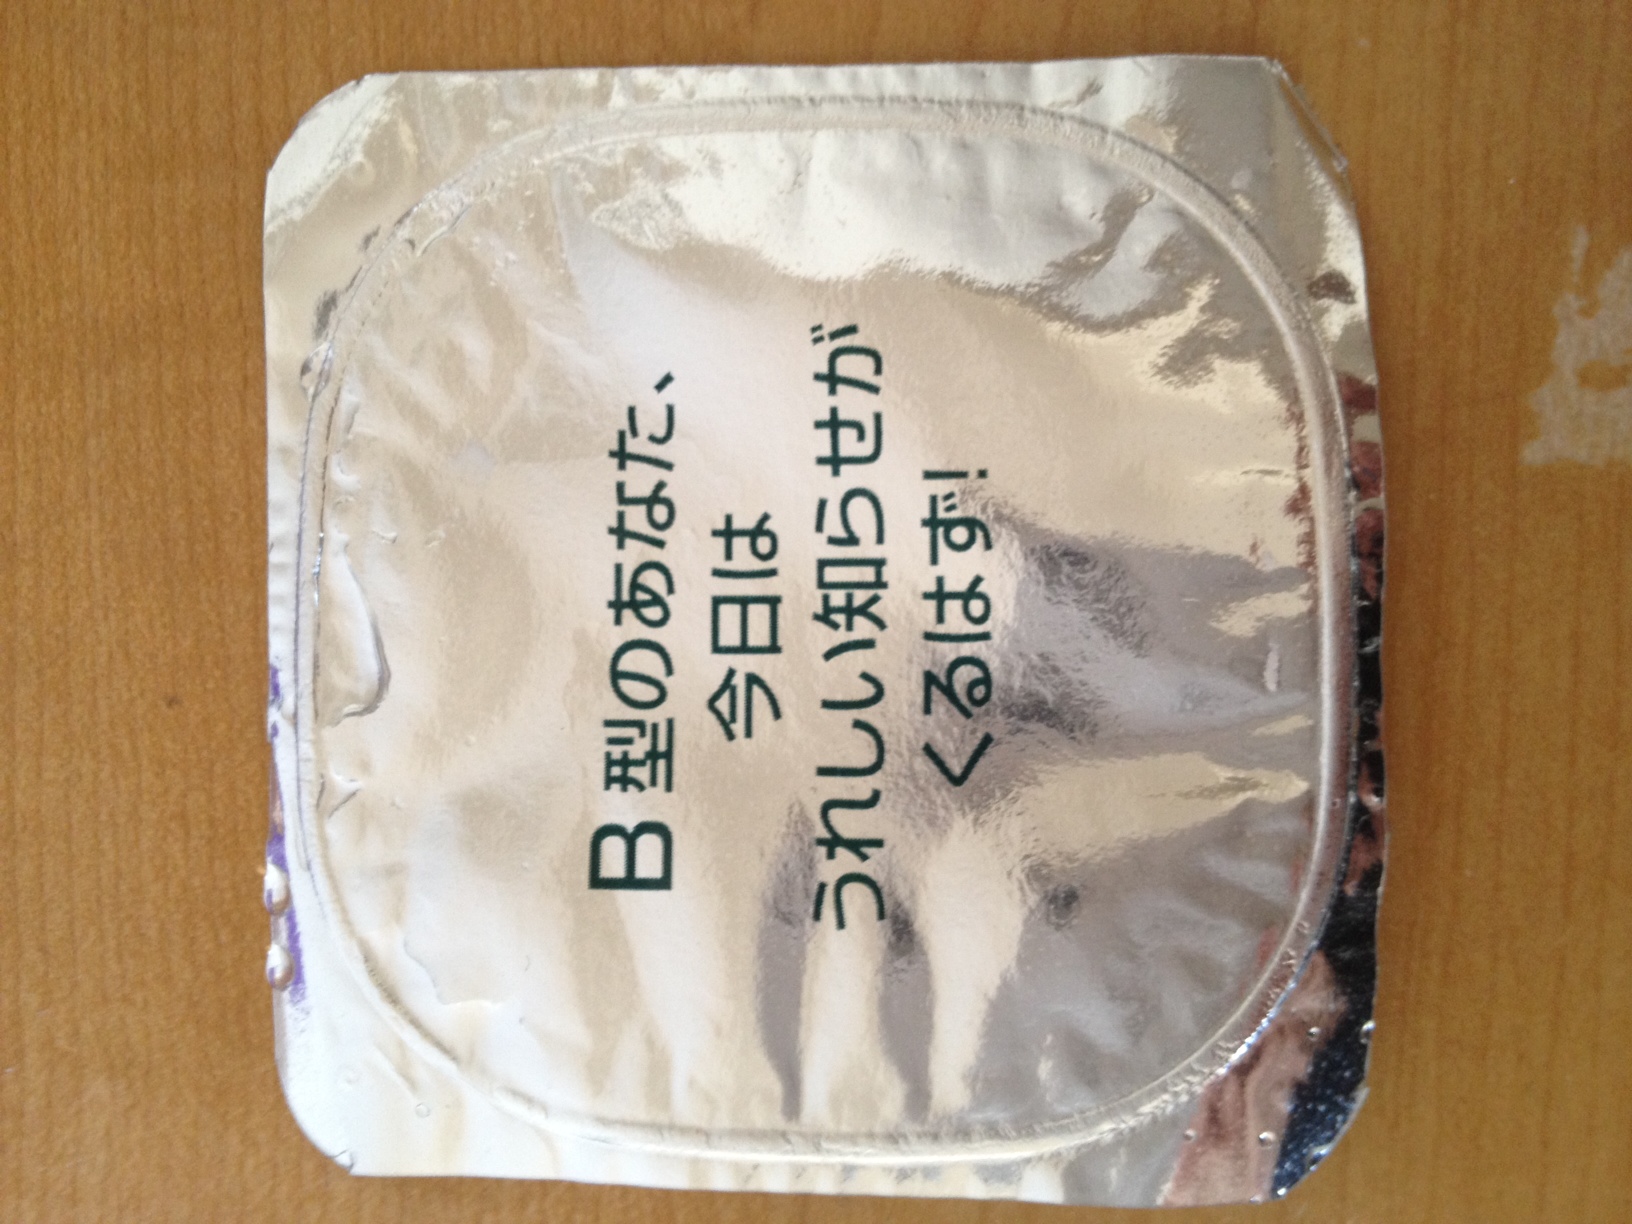 B型のあなた、
今日は
うれしい知らせが
くるはず!